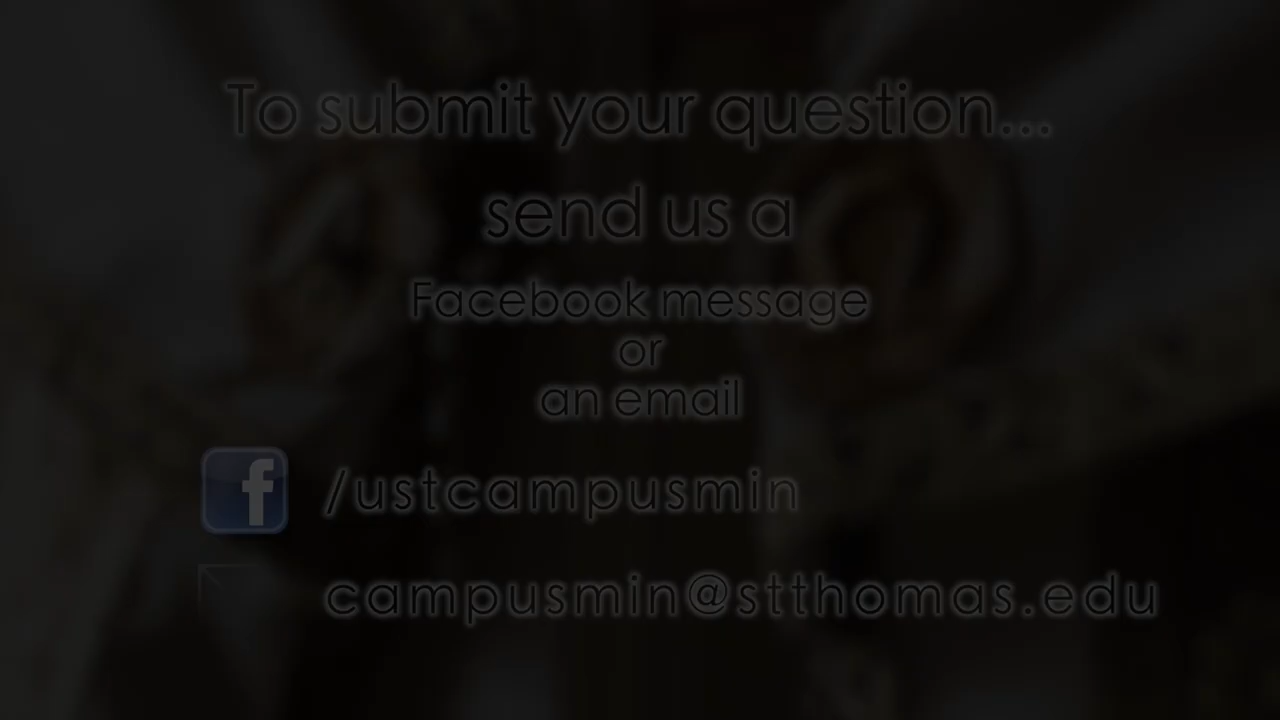 To submit your question...
send us a
Facebook message
or
an email
f /ustcampusmin
campusmin@stthomas.edu